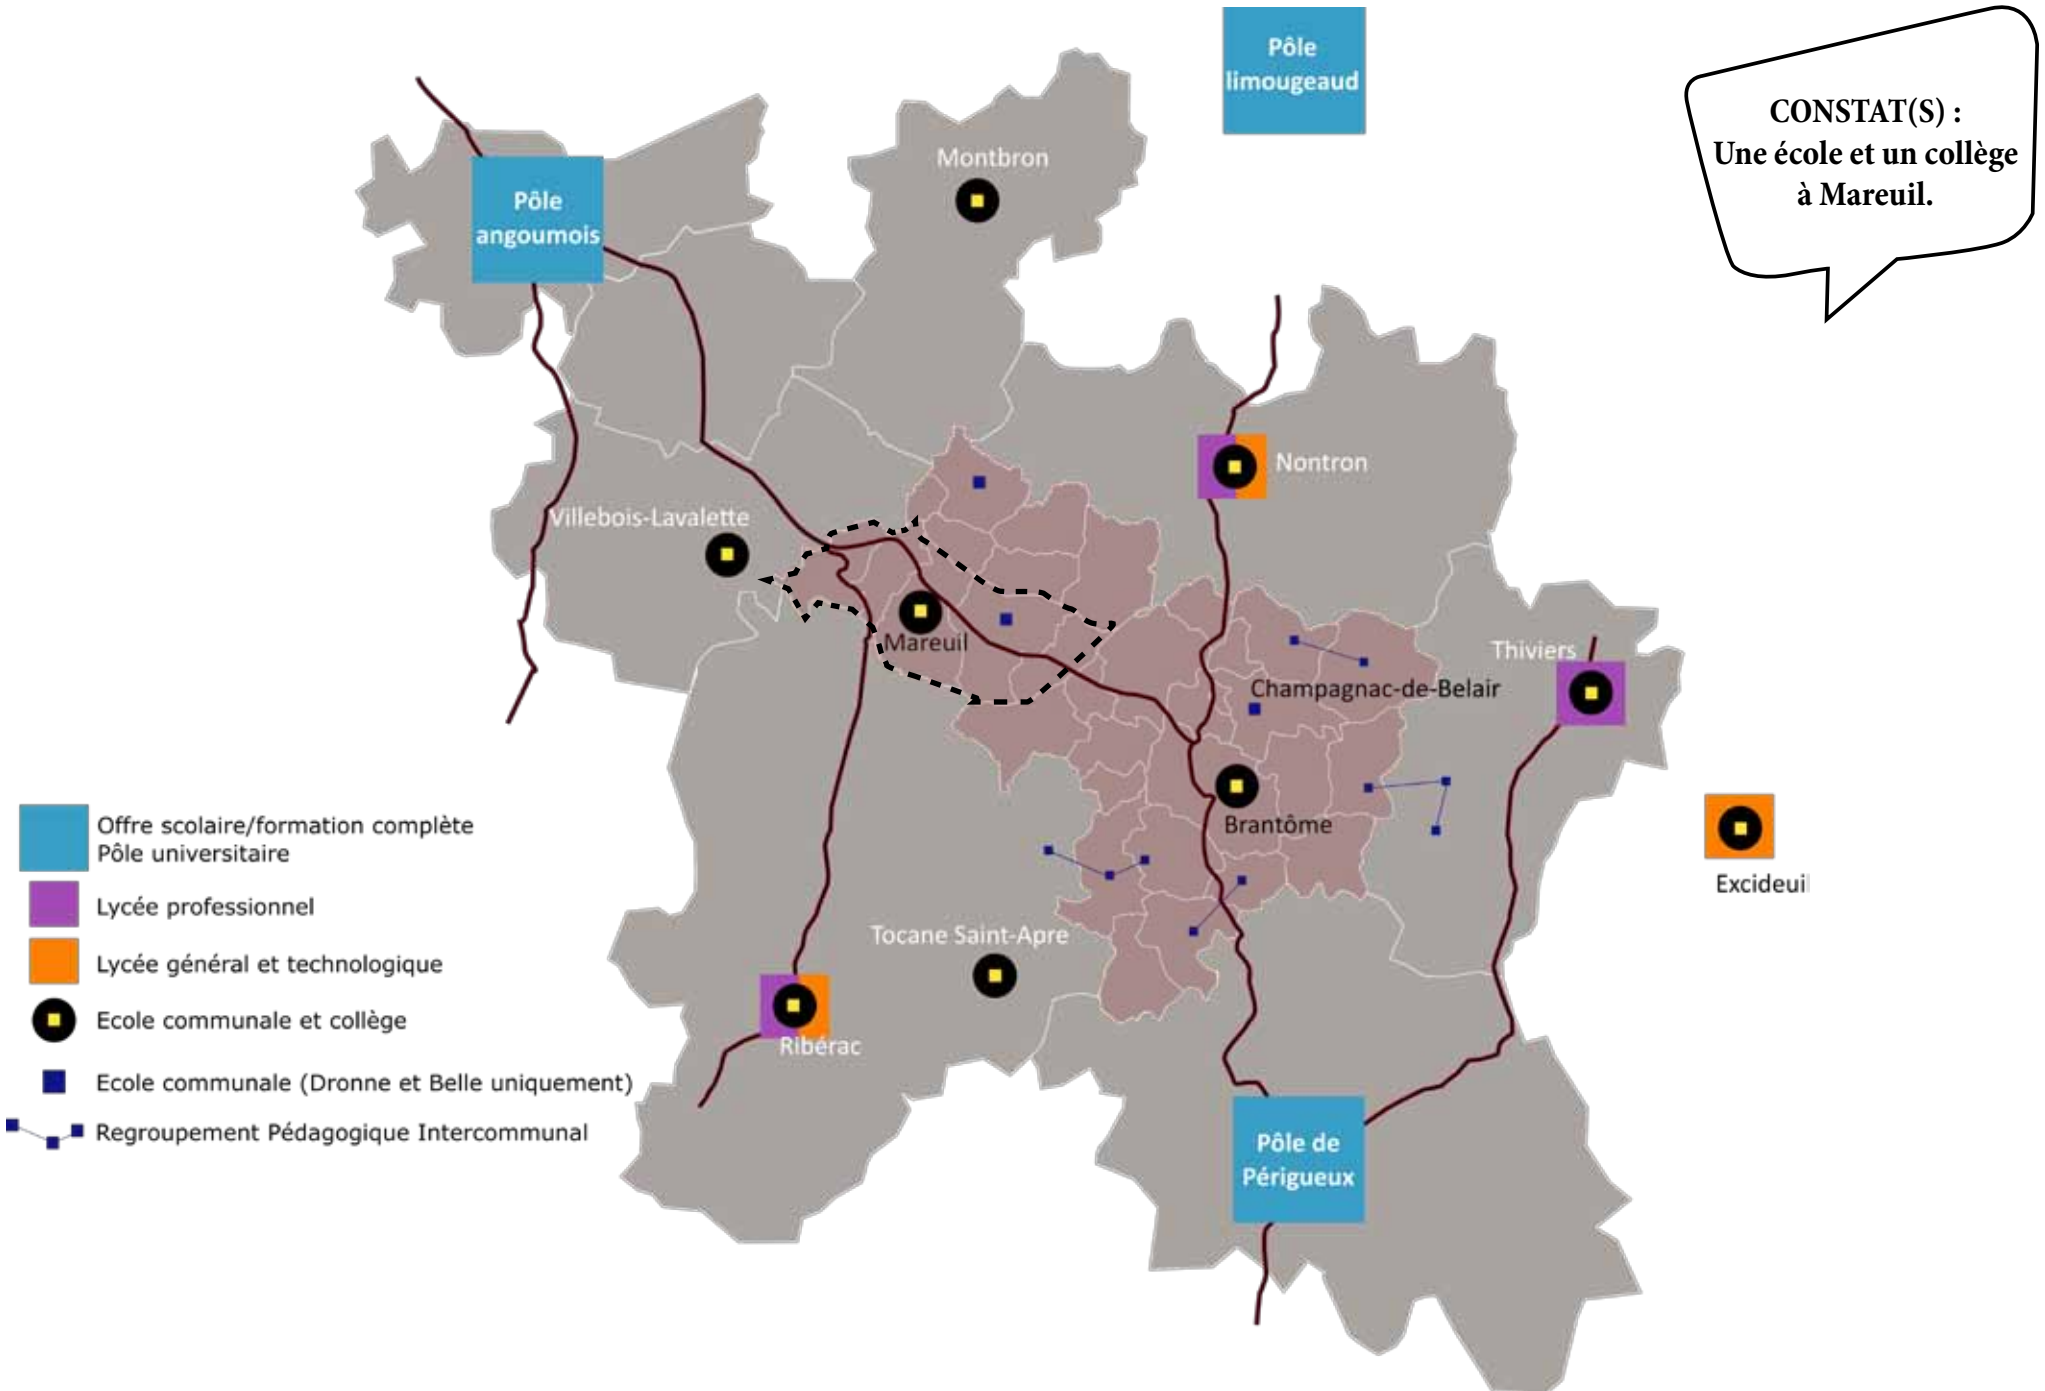 Pôle
limougeaud
CONSTAT(S) :
Une école et un collège
à Mareuil.
Montbron
Pôle
angoumois
Nontron
Villebois-Lavalette
Mareuil
Thiviers
Champagnac-de-Belair
Brantôme
Excideuil
Tocane Saint-Apre
Ribérac
Pôle de
Périgueux
Offre scolaire/formation complète
Pôle universitaire
Lycée professionnel
Lycée général et technologique
Ecole communale et collège
Ecole communale (Dronne et Belle uniquement)
Regroupement Pédagogique Intercommunal